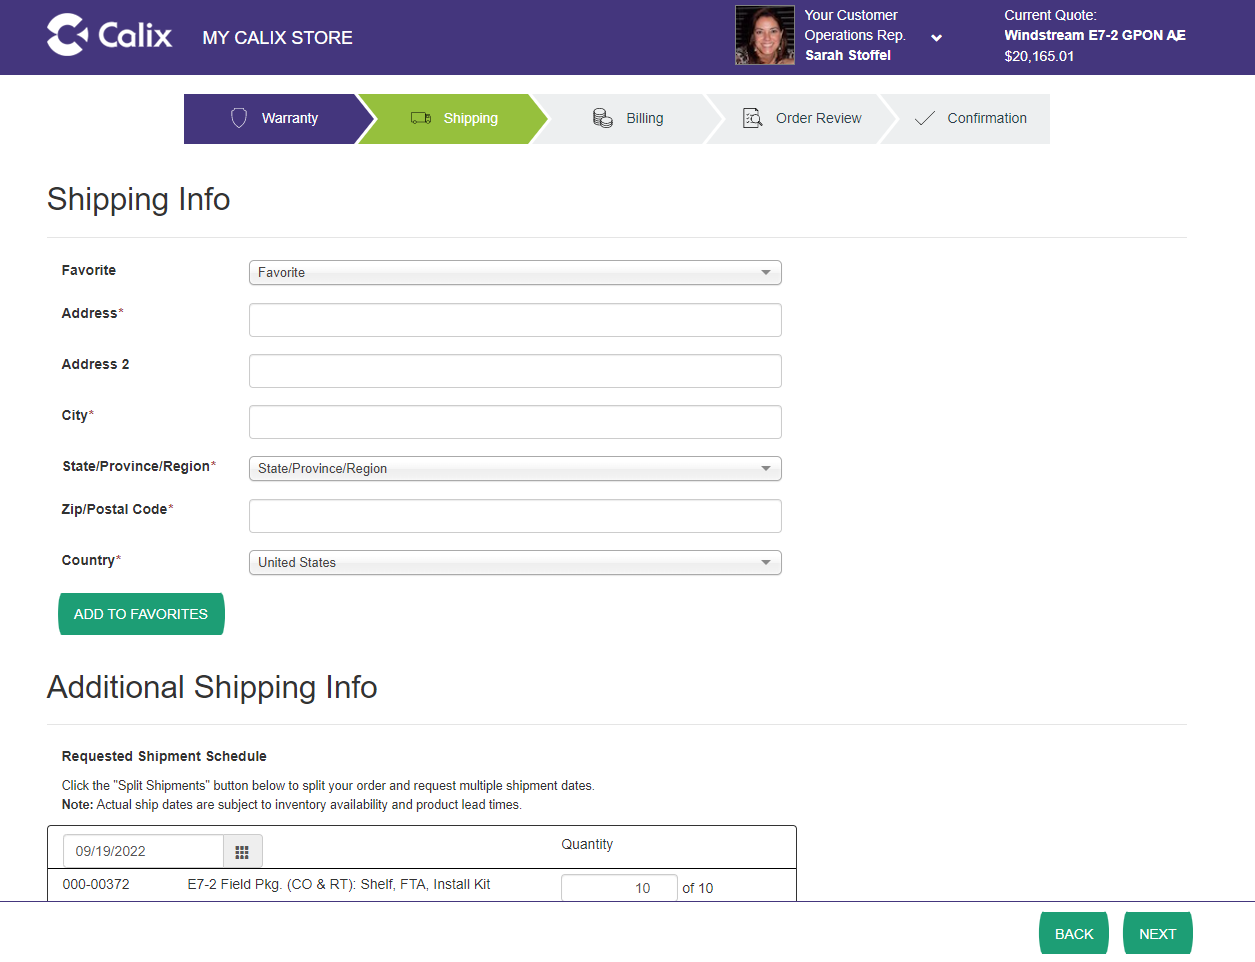 Calix
MY CALIX STORE
Your Customer
Operations Rep.
Sarah Stoffel
Current Quote:
Windstream E7-2 GPON AE
$20,165.01
Warranty
Shipping
Billing
Order Review
Confirmation
Shipping Info
Favorite
Favorite
Address*
Address 2
City*
State/Province/Region*
State/Province/Region
Zip/Postal Code*
Country*
United States
ADD TO FAVORITES
Additional Shipping Info
Requested Shipment Schedule
Click the "Split Shipments" button below to split your order and request multiple shipment dates.
Note: Actual ship dates are subject to inventory availability and product lead times.
09/19/2022
Quantity
000-00372 E7-2 Field Pkg. (CO & RT): Shelf, FTA, Install Kit 10 of 10
BACK
NEXT